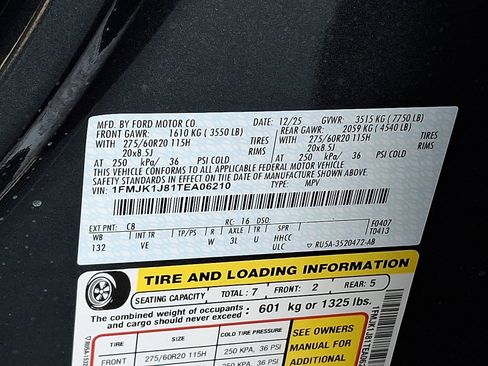 MFD. BY FORD MOTOR CO.
DATE: 12/25 GVWR: 3515 KG ( 7750 LB)
FRONT GAWR: 1610 KG ( 3550 LB) REAR GAWR: 2059 KG ( 4540 LB)
WITH 275/60R20 115H TIRES WITH 275/60R20 115H TIRES
20x8.5J RIMS 20x8.5J RIMS
AT 250 kPa/ 36 PSI COLD AT 250 kPa/ 36 PSI COLD
THIS VEHICLE CONFORMS TO ALL APPLICABLE FEDERAL MOTOR VEHICLE
SAFETY STANDARDS IN EFFECT ON THE DATE OF MANUFACTURE SHOWN ABOVE.
VIN: 1FMJK1J81TEA06210 TYPE: MPV
EXT PNT: C8 RC: 16 DSO: F0407
WB INT TR TP/PS R AXLE TR SPR T0413
132 VE W 3L U HHCC
ULC ▽ RU5A-3520472-AB
TIRE AND LOADING INFORMATION
SEATING CAPACITY TOTAL: 7 FRONT: 2 REAR: 5
The combined weight of occupants and cargo should never exceed: 601 kg or 1325 lbs.
TIRE SIZE COLD TIRE PRESSURE
FRONT 275/60R20 115H 250 KPA, 36 PSI
SEE OWNERS
MANUAL FOR
ADDITIONAL